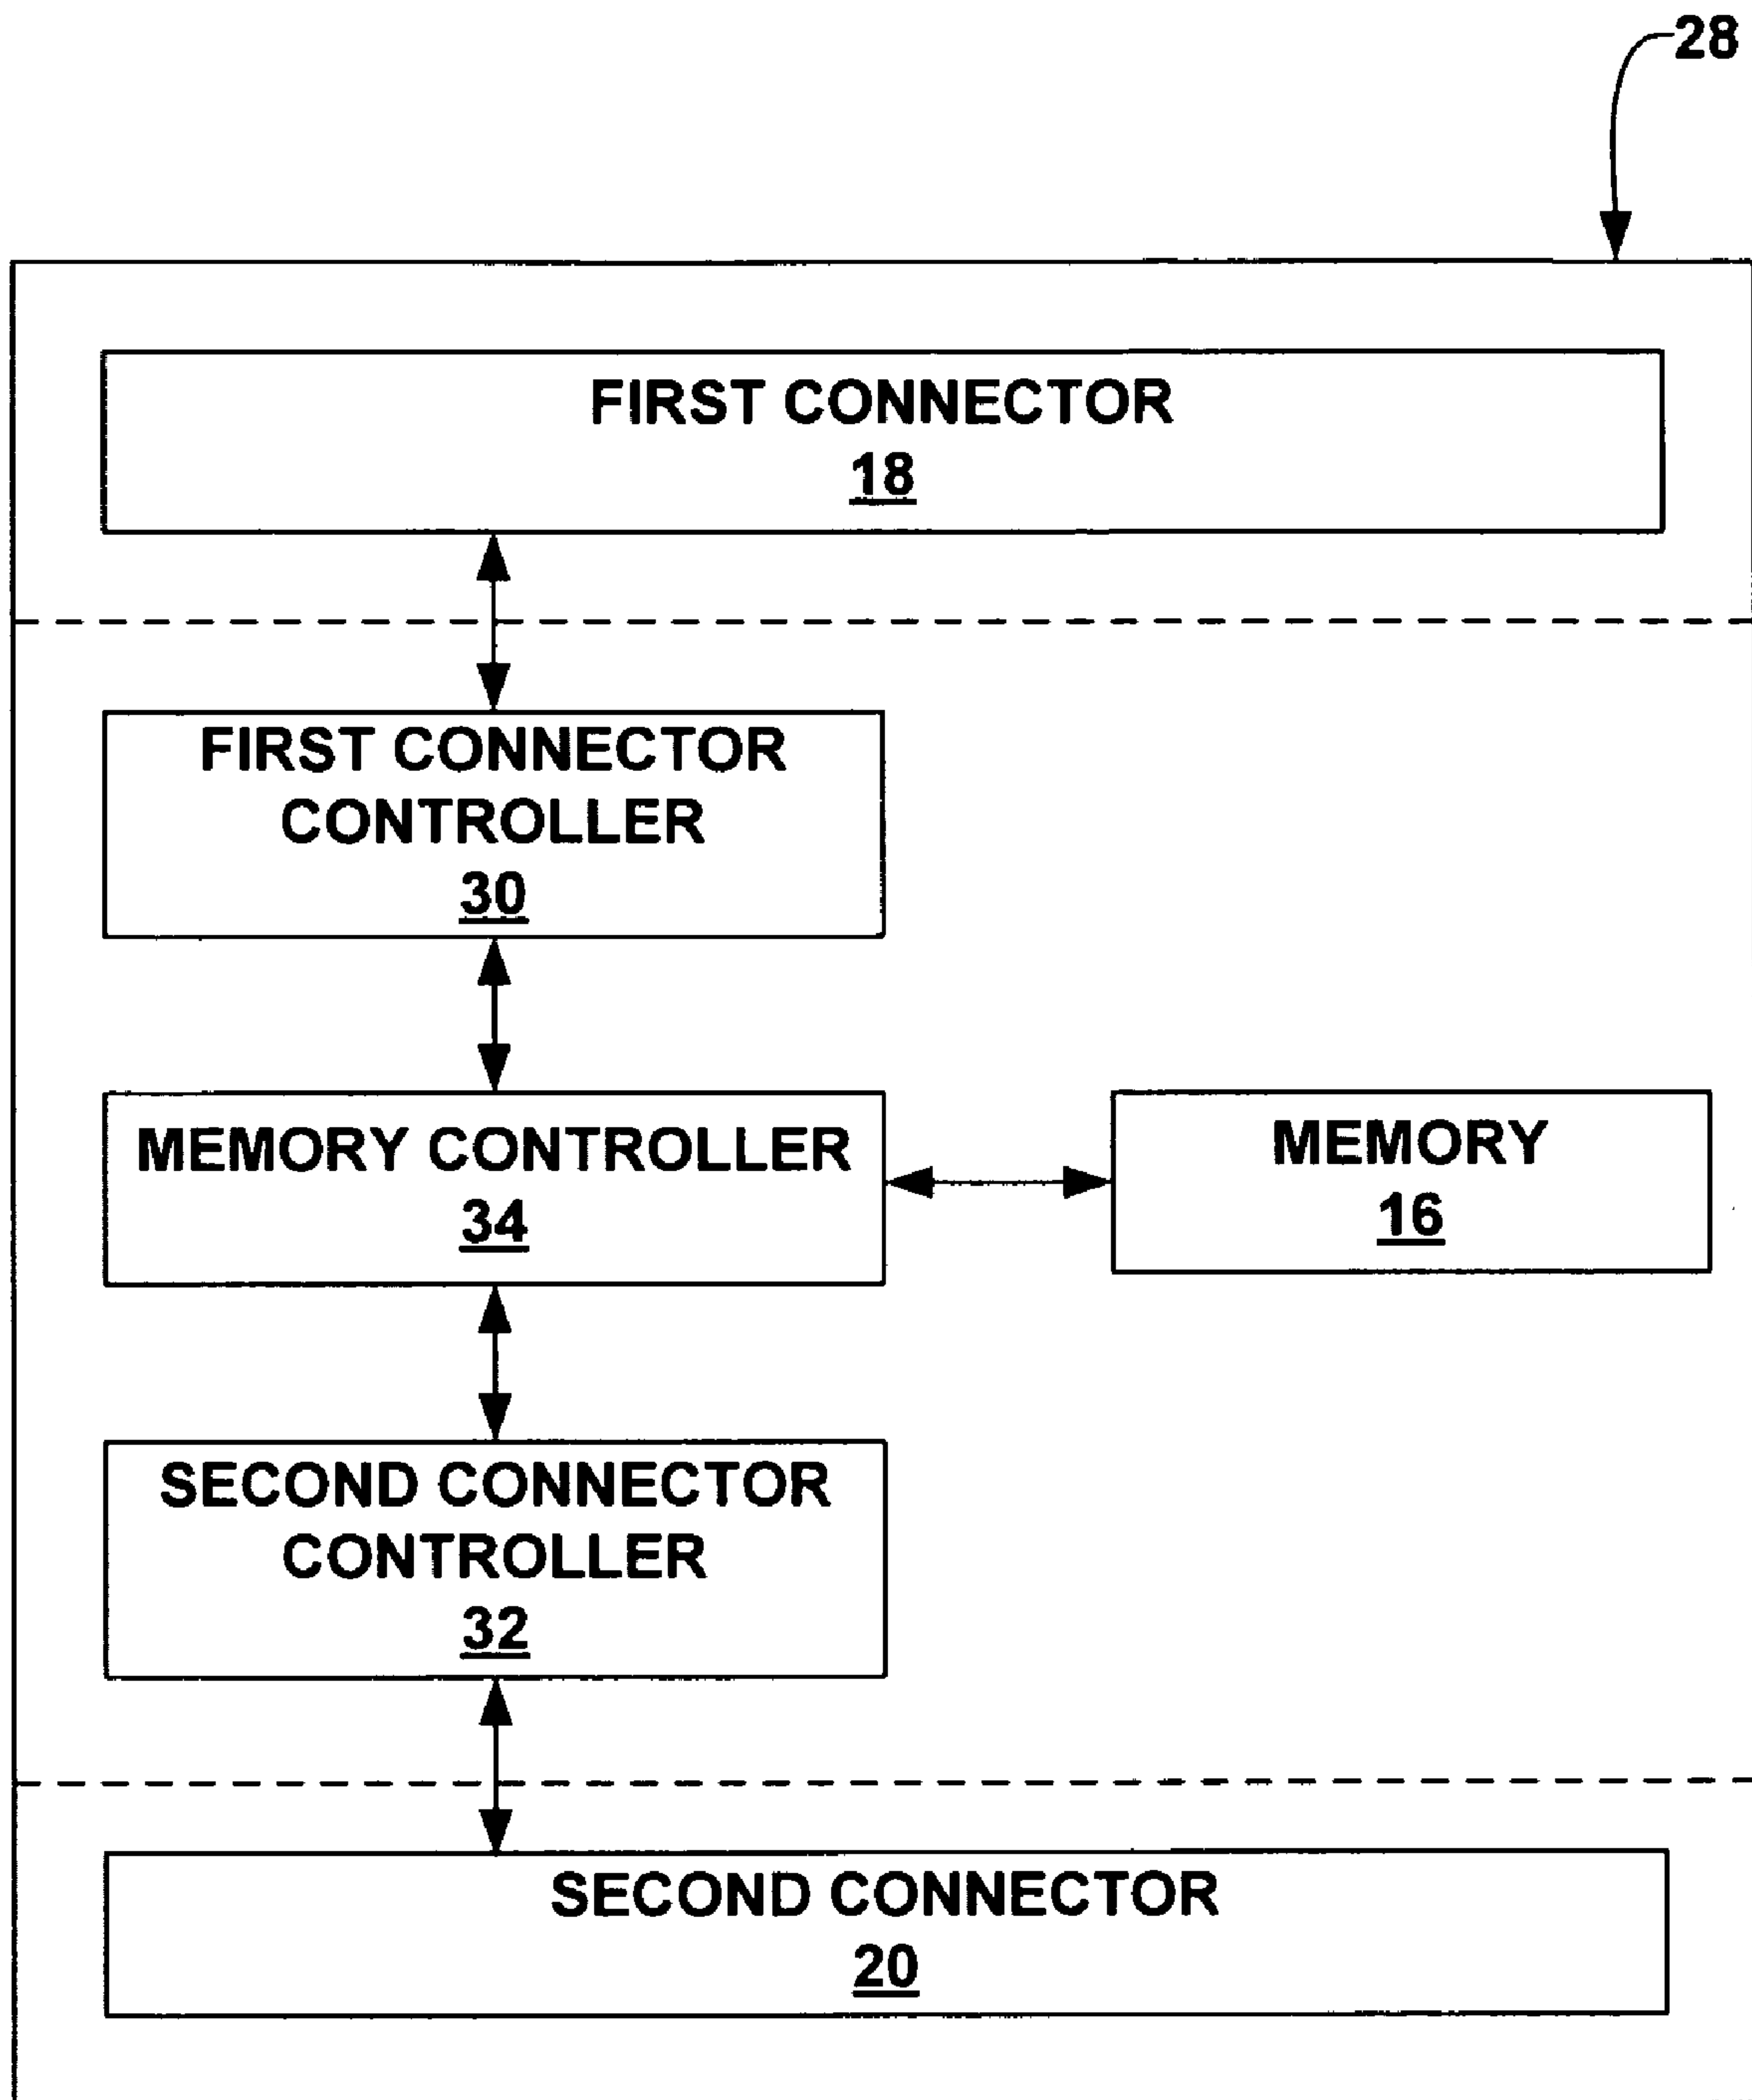 28
FIRST CONNECTOR
18
FIRST CONNECTOR
CONTROLLER
30
MEMORY CONTROLLER
34
MEMORY
16
SECOND CONNECTOR
CONTROLLER
32
SECOND CONNECTOR
20